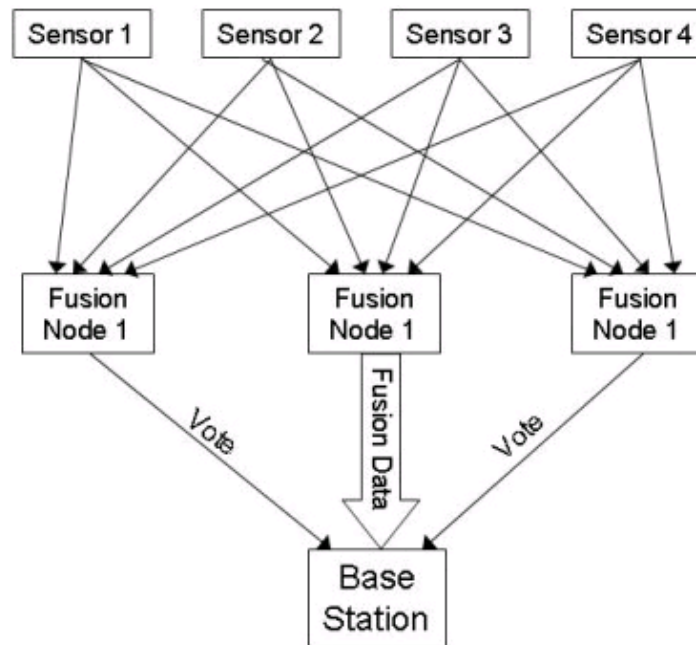 Sensor 1
Sensor 2
Sensor 3
Sensor 4
Fusion
Node 1
Fusion
Node 1
Fusion
Node 1
Vote
Fusion Data
Vote
Base
Station